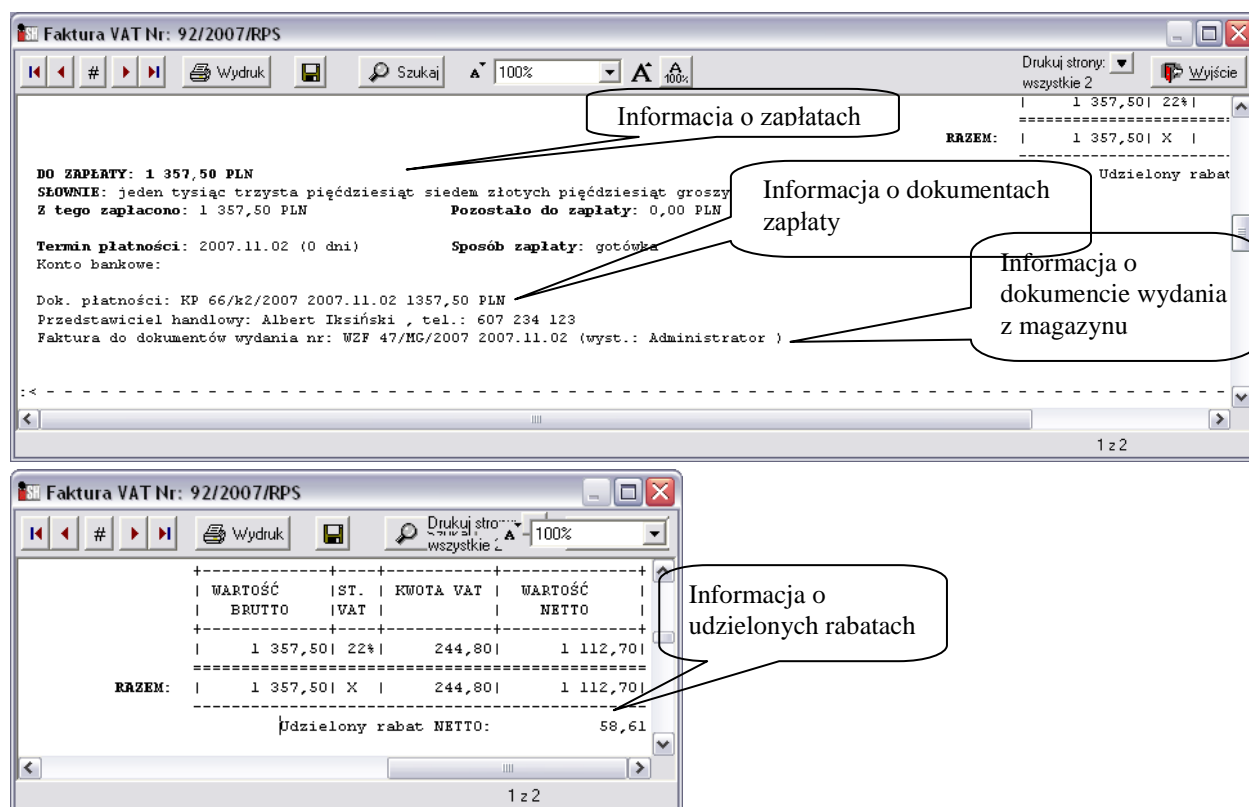 Faktura VAT Nr: 92/2007/RPS
# Wydruk Szukaj A 100% A A 100% Drukuj strony: wszystkie 2 Wyjście
| 1 357,50| 22%|
Informacja o zapłatach
RAZEM: | 1 357,50| X |
DO ZAPŁATY: 1 357,50 PLN
Udzielony rabat
SŁOWNIE: jeden tysiąc trzysta pięćdziesiąt siedem złotych pięćdziesiąt groszy
Z tego zapłacono: 1 357,50 PLN Pozostało do zapłaty: 0,00 PLN
Informacja o dokumentach
zapłaty
Termin płatności: 2007.11.02 (0 dni) Sposób zapłaty: gotówka
Konto bankowe:
Informacja o
dokumencie wydania
z magazynu
Dok. płatności: KP 66/k2/2007 2007.11.02 1357,50 PLN
Przedstawiciel handlowy: Albert Iksiński , tel.: 607 234 123
Faktura do dokumentów wydania nr: WZF 47/MG/2007 2007.11.02 (wyst.: Administrator )
1 z 2
Faktura VAT Nr: 92/2007/RPS
# Wydruk Drukuj stro wszystkie A 100%
| WARTOŚĆ |ST. | KWOTA VAT | WARTOŚĆ |
| BRUTTO |VAT | | NETTO |
| 1 357,50| 22%| 244,80| 1 112,70|
RAZEM: | 1 357,50| X | 244,80| 1 112,70|
Udzielony rabat NETTO: 58,61
Informacja o
udzielonych rabatach
1 z 2